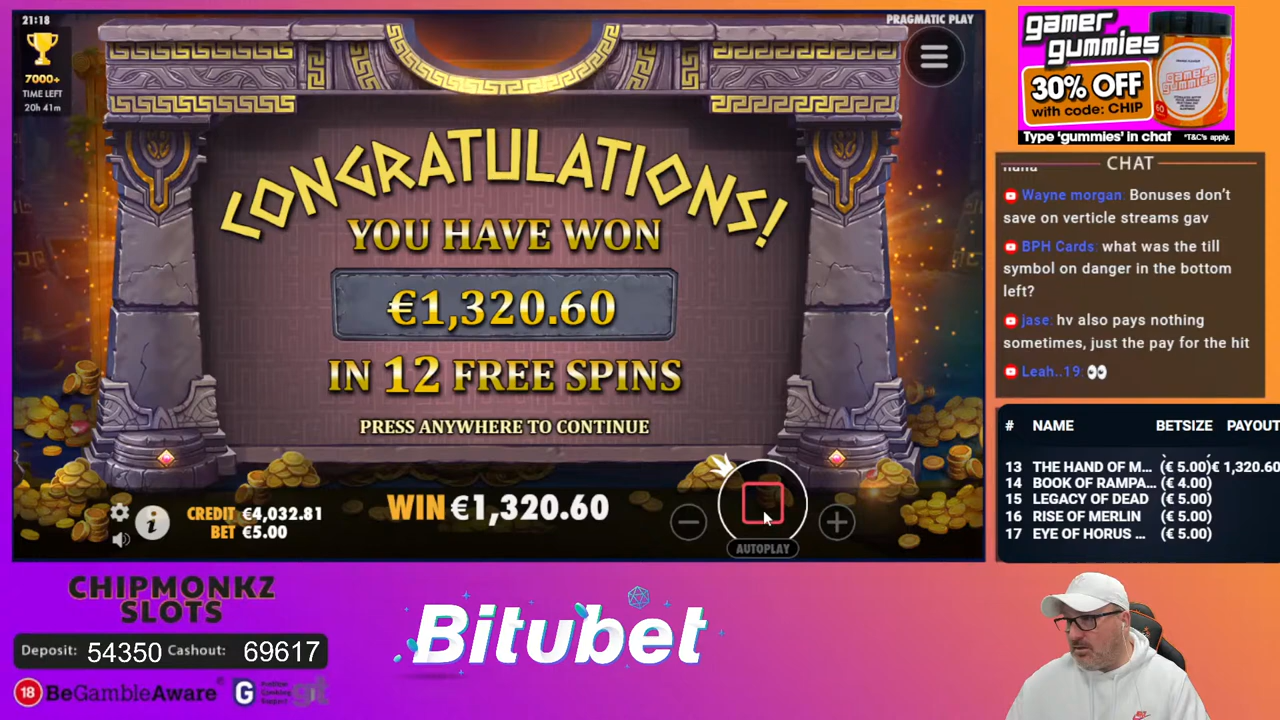 21:18
7000+
TIME LEFT
20h 41m
PRAGMATIC PLAY
CONGRATULATIONS!
YOU HAVE WON
€1,320.60
IN 12 FREE SPINS
PRESS ANYWHERE TO CONTINUE
CREDIT €4,032.81
BET €5.00
WIN €1,320.60
AUTOPLAY
gamer
gummies
30% OFF
with code: CHIP
Type 'gummies' in chat
*T&C's apply.
CHAT
Wayne morgan: Bonuses don't
save on verticle streams gav
BPH Cards: what was the till
symbol on danger in the bottom
left?
jase: hv also pays nothing
sometimes, just the pay for the hit
Leah..19: 👀
# NAME BETSIZE PAYOUT
13 THE HAND OF M... (€ 5.00) € 1,320.60
14 BOOK OF RAMPA... (€ 4.00)
15 LEGACY OF DEAD (€ 5.00)
16 RISE OF MERLIN (€ 5.00)
17 EYE OF HORUS ... (€ 5.00)
CHIPMONKZ
SLOTS
Deposit: 54350 Cashout: 69617
18 BeGambleAware
Bitubet